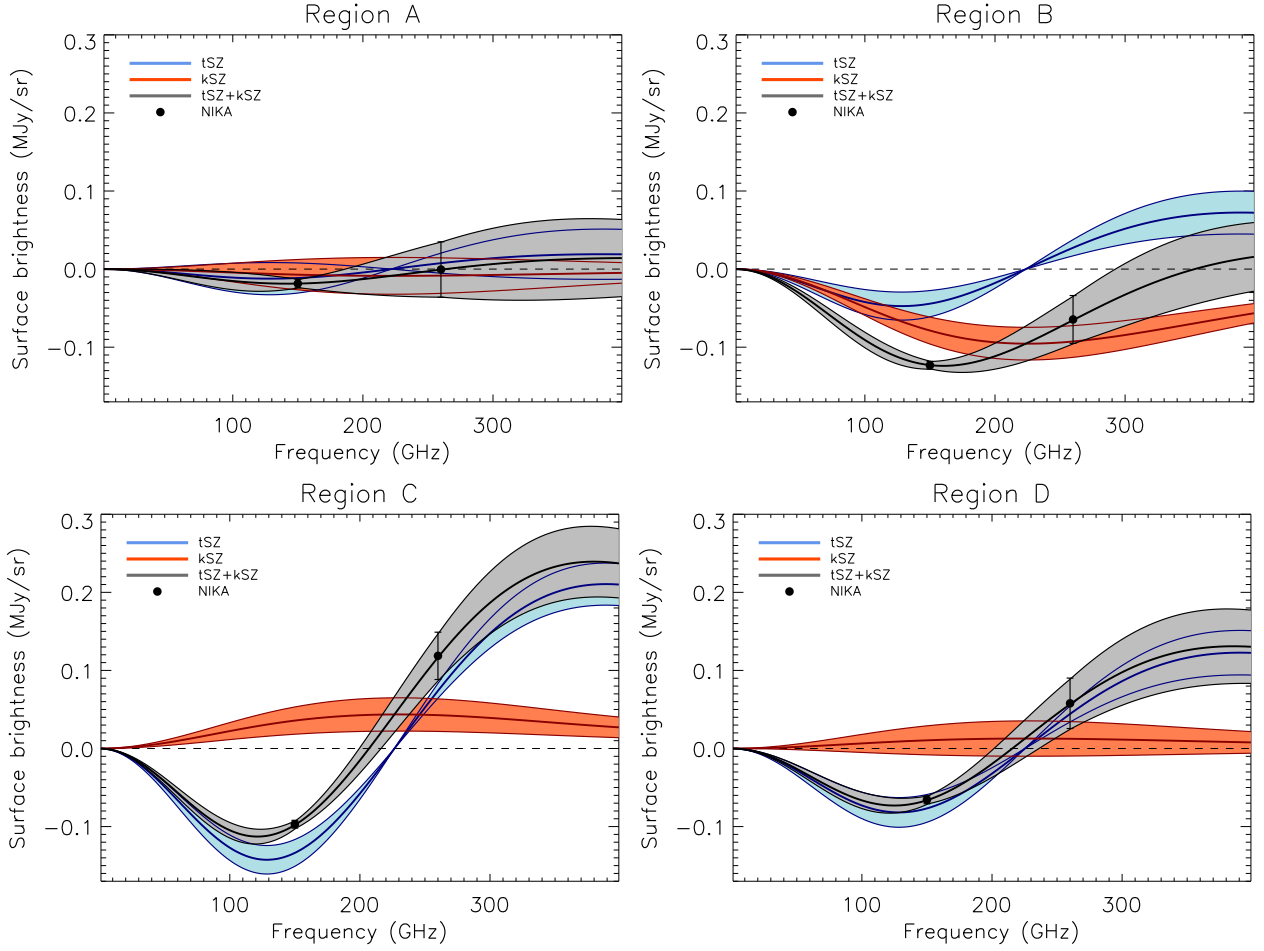 Region A
Surface brightness (MJy/sr)
0.3
0.2
0.1
0.0
−0.1
tSZ
kSZ
tSZ+kSZ
NIKA
100
200
300
Frequency (GHz)
Region B
Surface brightness (MJy/sr)
0.3
0.2
0.1
0.0
−0.1
tSZ
kSZ
tSZ+kSZ
NIKA
100
200
300
Frequency (GHz)
Region C
Surface brightness (MJy/sr)
0.3
0.2
0.1
0.0
−0.1
tSZ
kSZ
tSZ+kSZ
NIKA
100
200
300
Frequency (GHz)
Region D
Surface brightness (MJy/sr)
0.3
0.2
0.1
0.0
−0.1
tSZ
kSZ
tSZ+kSZ
NIKA
100
200
300
Frequency (GHz)